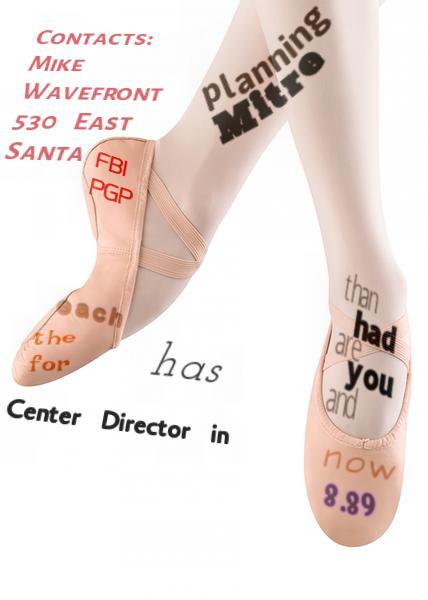 Contacts:
Mike
Wavefront
530 East
Santa
planning
Mitre
FBI
PGP
each
the
for
has
Center Director in
than
had
are
you
and
now
8.89